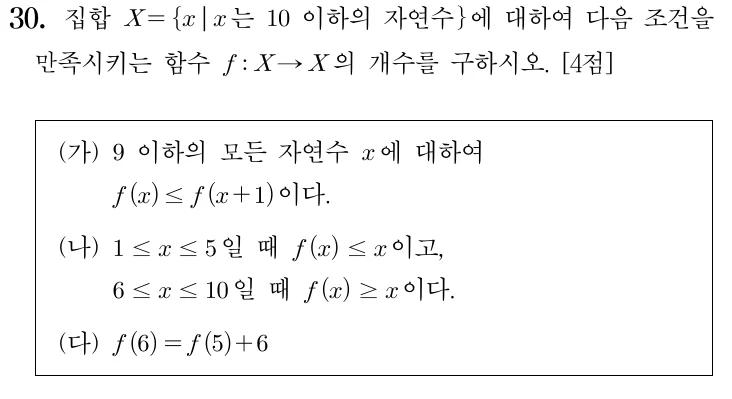 30. 집합 X={x|x는 10 이하의 자연수}에 대하여 다음 조건을
만족시키는 함수 f : X→X의 개수를 구하시오. [4점]
(가) 9 이하의 모든 자연수 x에 대하여
f(x)≤f(x+1)이다.
(나) 1≤x≤5일 때 f(x)≤x이고,
6≤x≤10일 때 f(x)≥x이다.
(다) f(6)=f(5)+6